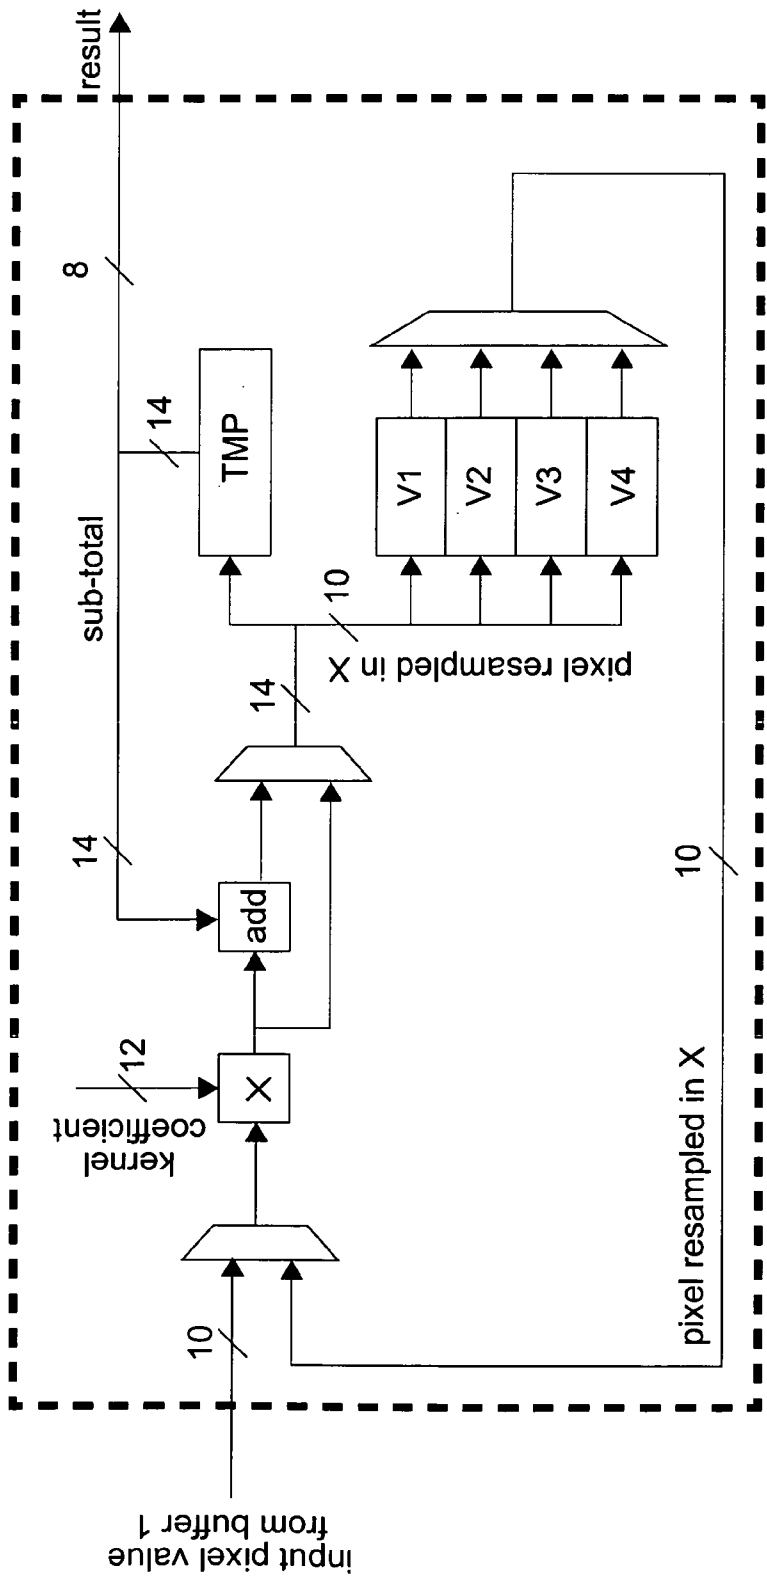 input pixel value
from buffer 1
10
kernel
coefficient
12
X
add
14
sub-total
14
pixel resampled in X
10
TMP
14
V1
V2
V3
V4
8
result
10
pixel resampled in X